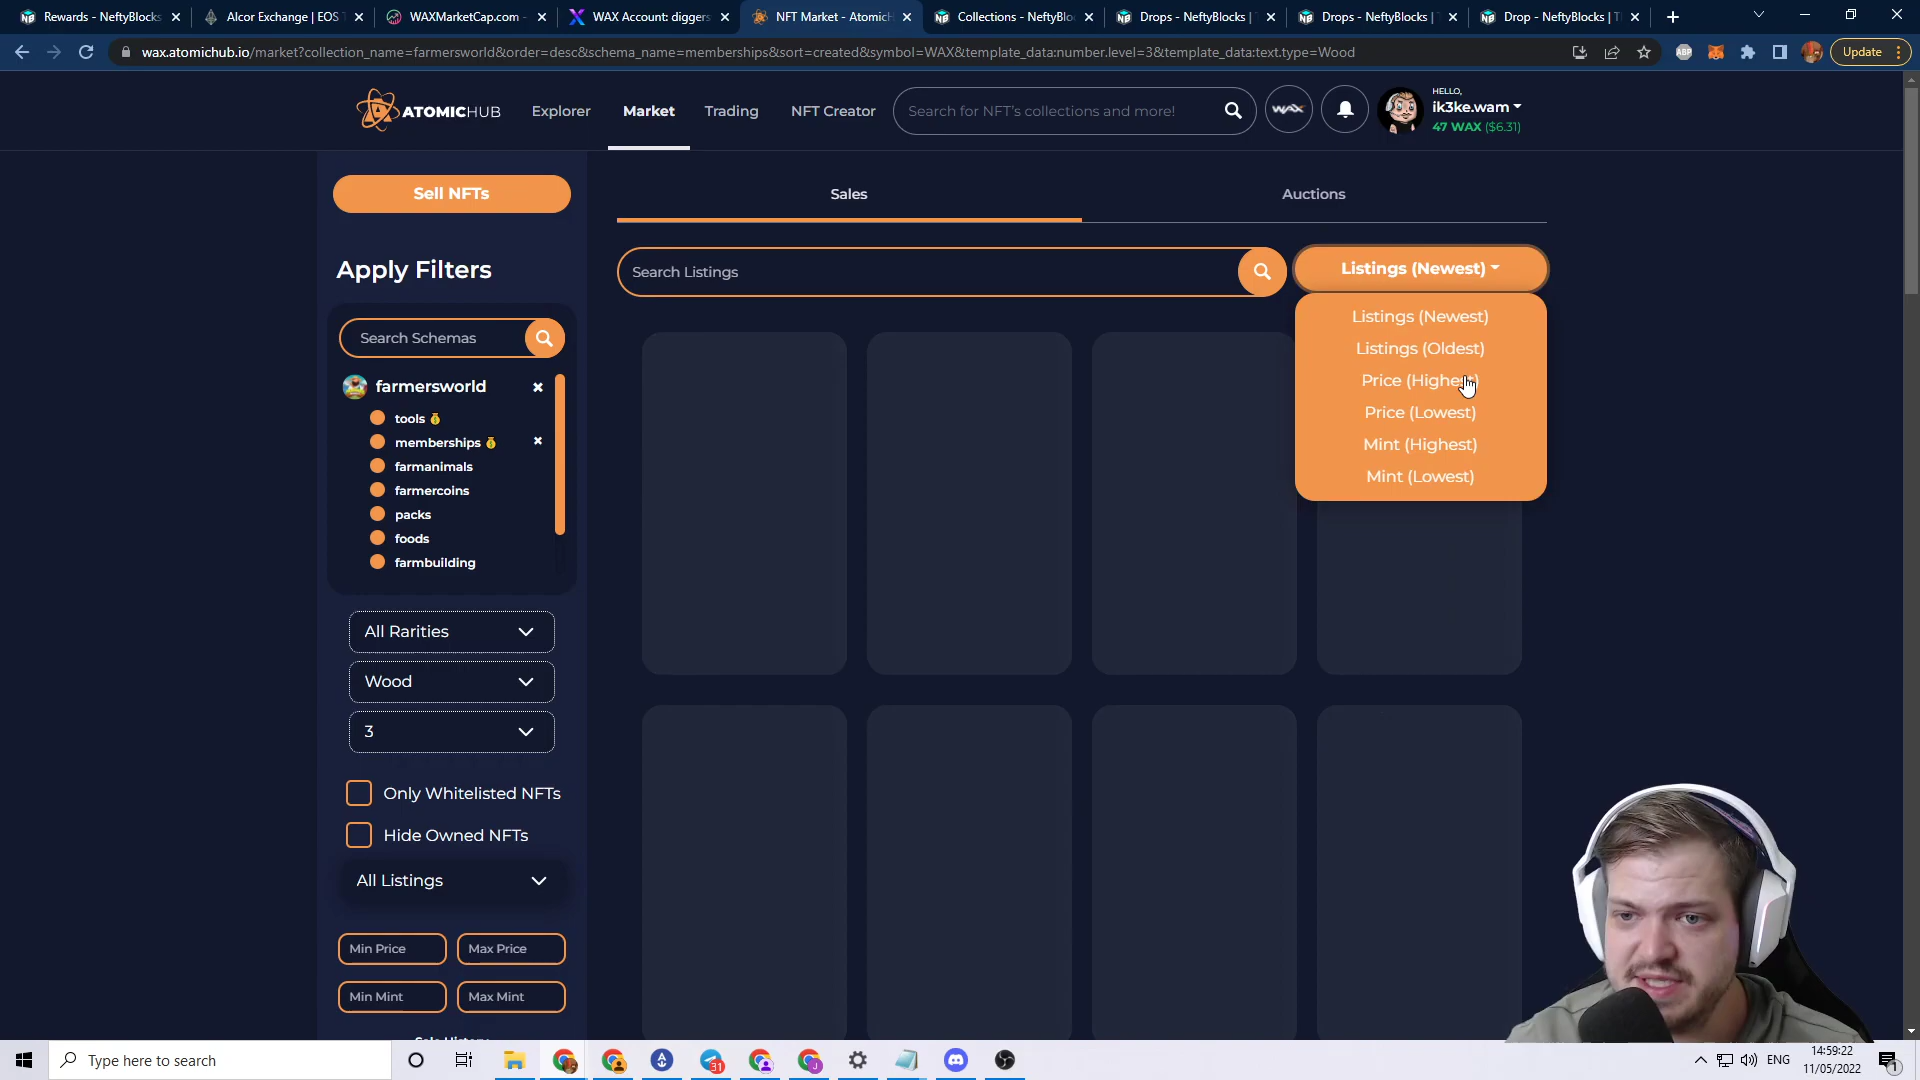 Rewards - NeftyBlocks
Alcor Exchange | EOS T
WAXMarketCap.com -
WAX Account: diggers
NFT Market - AtomicH
Collections - NeftyBlo
Drops - NeftyBlocks | T
Drops - NeftyBlocks | T
Drop - NeftyBlocks | Th
wax.atomichub.io/market?collection_name=farmersworld&order=desc&schema_name=memberships&sort=created&symbol=WAX&template_data:number.level=3&template_data:text.type=Wood
ABP
Update
ATOMICHUB
Explorer
Market
Trading
NFT Creator
Search for NFT's collections and more!
WAX
HELLO,
ik3ke.wam
47 WAX ($6.31)
Sell NFTs
Sales
Auctions
Apply Filters
Search Listings
Listings (Newest)
Listings (Newest)
Listings (Oldest)
Price (Highest)
Price (Lowest)
Mint (Highest)
Mint (Lowest)
Search Schemas
farmersworld
tools
memberships
farmanimals
farmercoins
packs
foods
farmbuilding
All Rarities
Wood
3
Only Whitelisted NFTs
Hide Owned NFTs
All Listings
Min Price
Max Price
Min Mint
Max Mint
Type here to search
31
ENG
14:59:22
11/05/2022
1